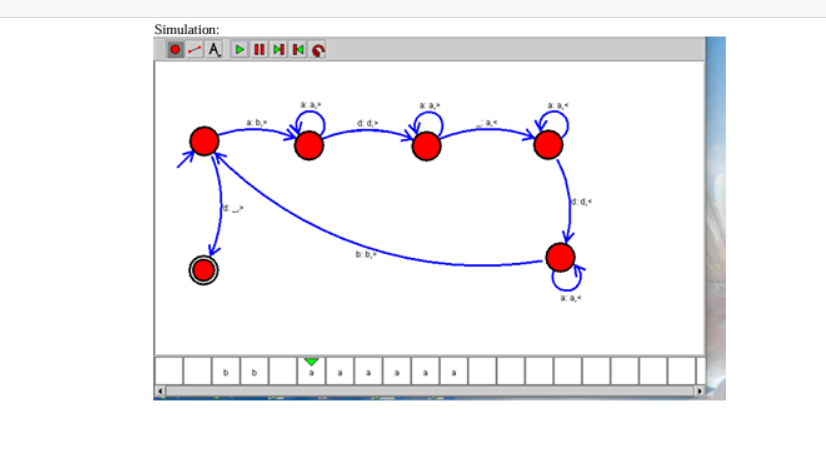 Simulation:
A
a: a,> a: a,> a: a,<
a: b,> d: d,> _: a,<
d: _,> d: d,<
b: b,>
a: a,<
b b a a a a a a